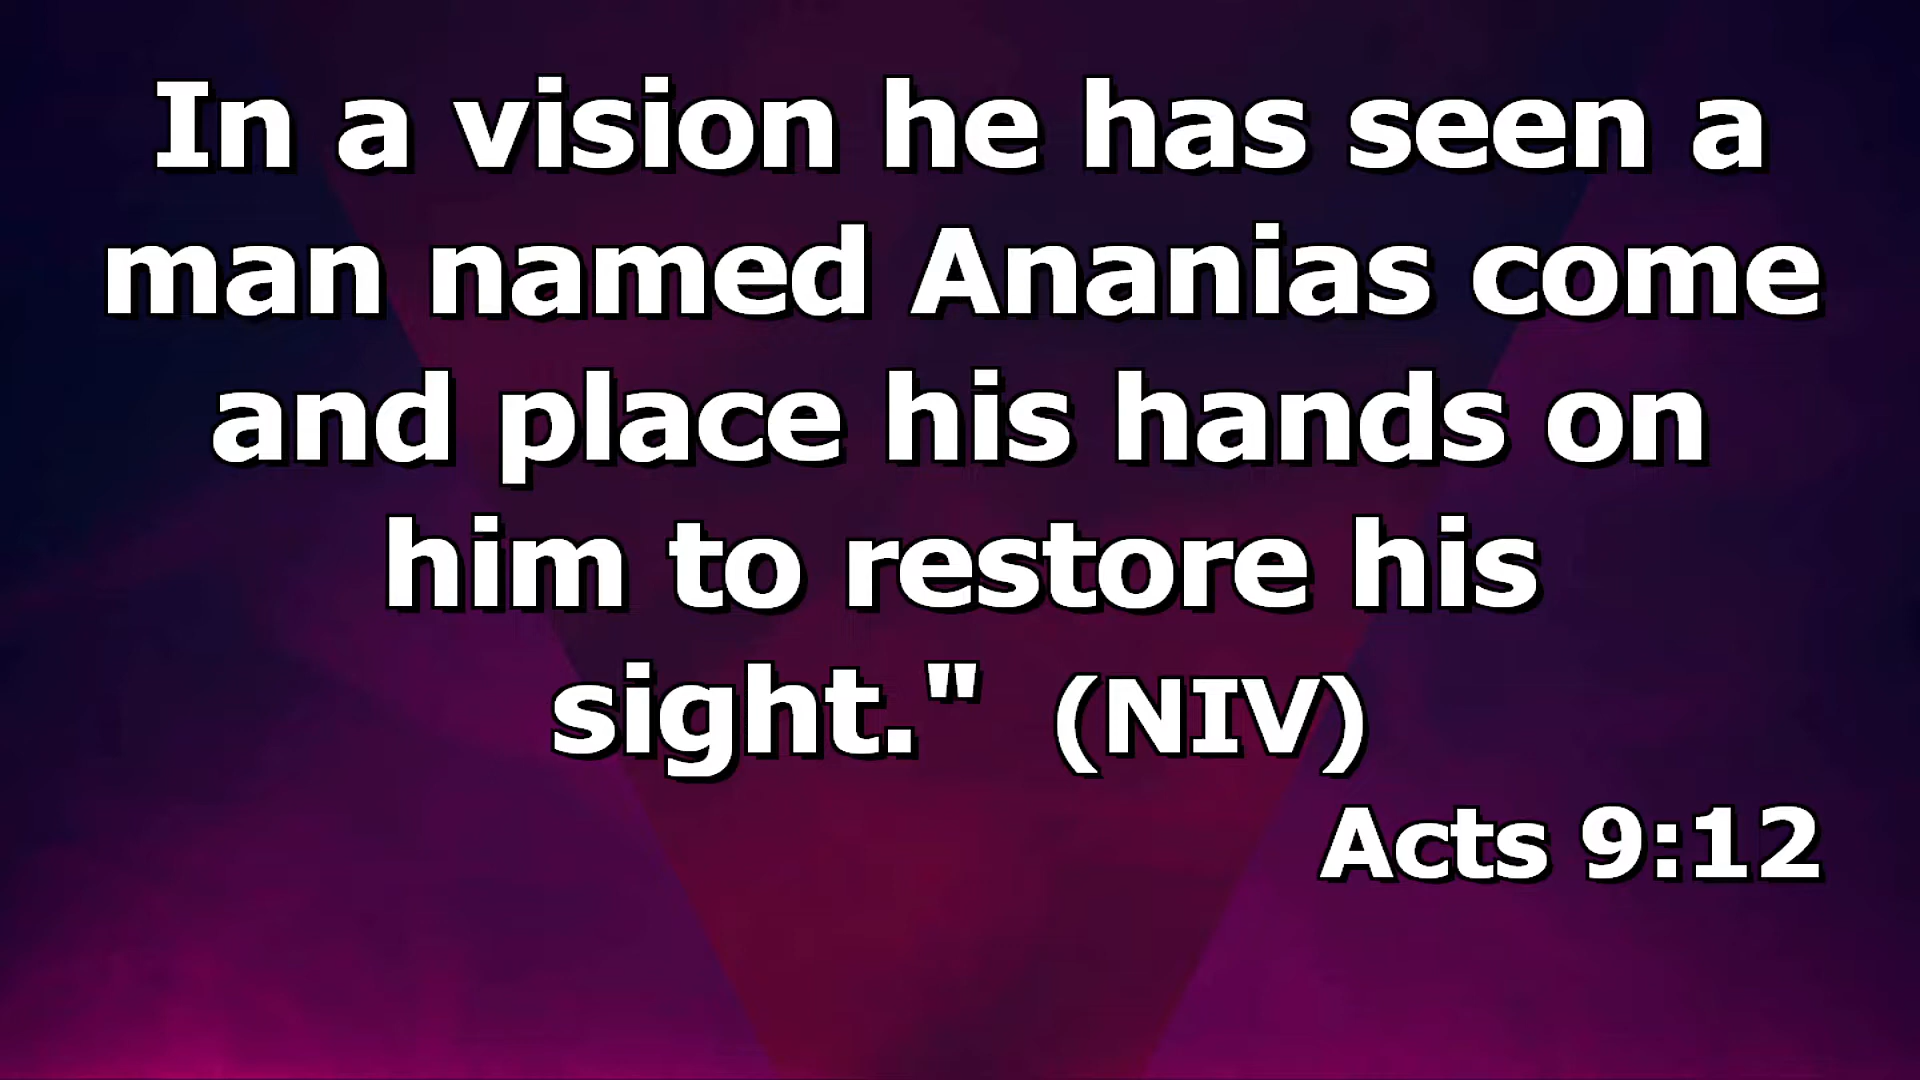 In a vision he has seen a
man named Ananias come
and place his hands on
him to restore his
sight." (NIV)
Acts 9:12